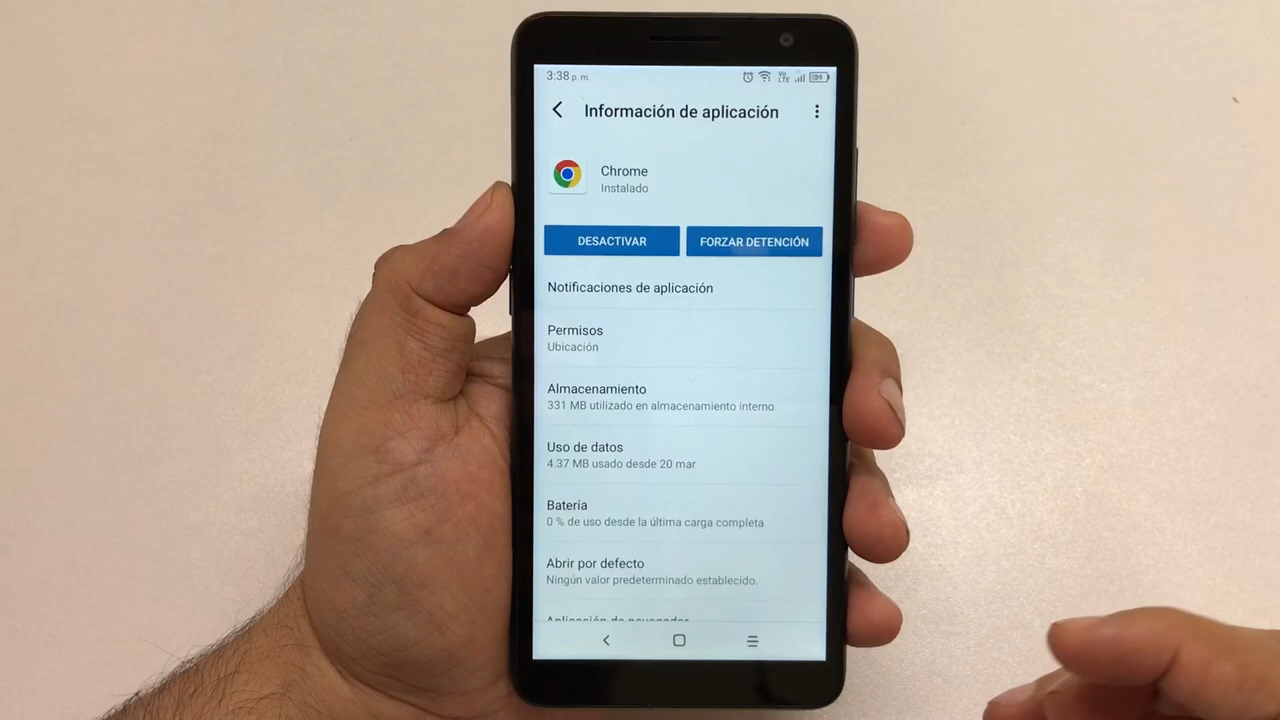 3:38 p. m.
Vo
LTE
Información de aplicación
Chrome
Instalado
DESACTIVAR
FORZAR DETENCIÓN
Notificaciones de aplicación
Permisos
Ubicación
Almacenamiento
331 MB utilizado en almacenamiento interno
Uso de datos
4.37 MB usado desde 20 mar
Batería
0 % de uso desde la última carga completa
Abrir por defecto
Ningún valor predeterminado establecido.
Aplicación de navegador